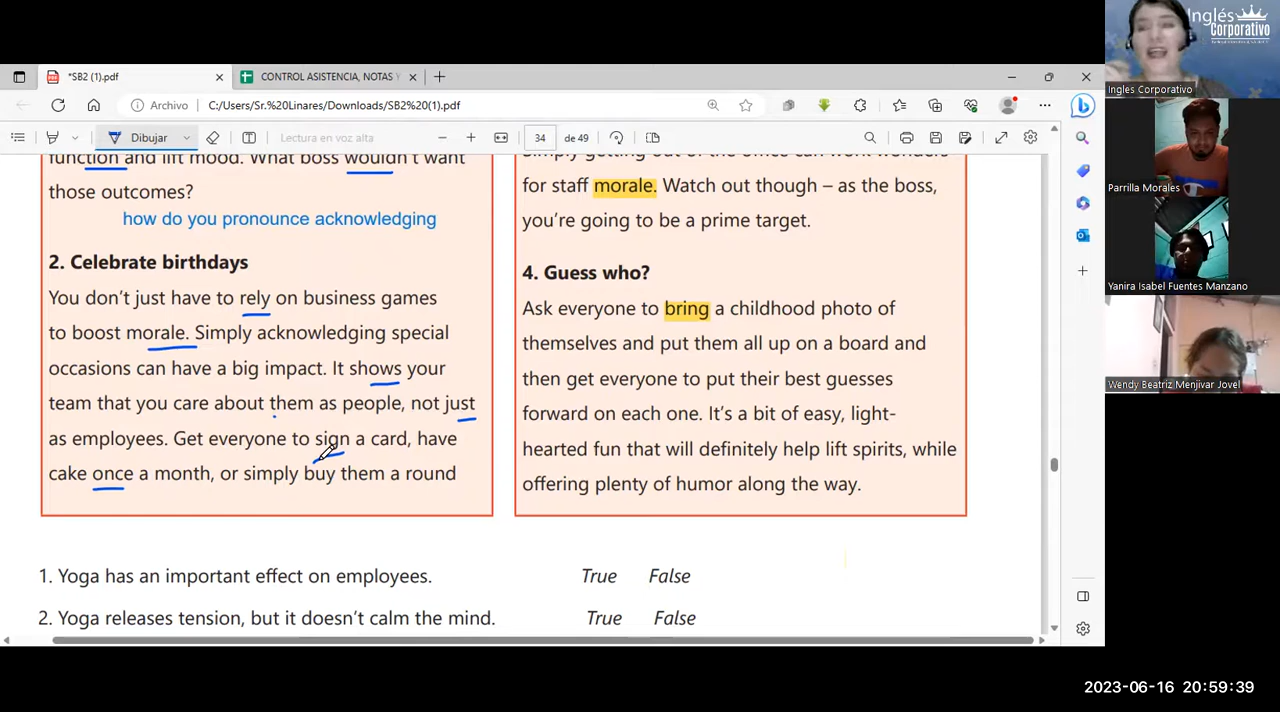 *SB2 (1).pdf
CONTROL ASISTENCIA, NOTAS Y
Archivo
C:/Users/Sr.%20Linares/Downloads/SB2%20(1).pdf
Dibujar
Lectura en voz alta
34 de 49
function and lift mood. What boss wouldn't want
those outcomes?
how do you pronounce acknowledging
2. Celebrate birthdays
You don't just have to rely on business games
to boost morale. Simply acknowledging special
occasions can have a big impact. It shows your
team that you care about them as people, not just
as employees. Get everyone to sign a card, have
cake once a month, or simply buy them a round
Simply getting out of the office can work wonders
for staff morale. Watch out though – as the boss,
you're going to be a prime target.
4. Guess who?
Ask everyone to bring a childhood photo of
themselves and put them all up on a board and
then get everyone to put their best guesses
forward on each one. It's a bit of easy, light-
hearted fun that will definitely help lift spirits, while
offering plenty of humor along the way.
1. Yoga has an important effect on employees. True False
2. Yoga releases tension, but it doesn't calm the mind. True False
Inglés
Corporativo
Ingles Corporativo
Parrilla Morales
Yanira Isabel Fuentes Manzano
Wendy Beatriz Menjivar Jovel
2023-06-16 20:59:39